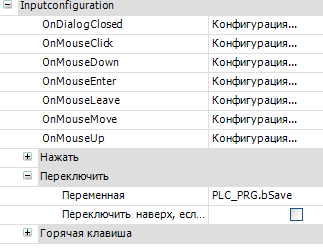 Inputconfiguration
OnDialogClosed Конфигурация...
OnMouseClick Конфигурация...
OnMouseDown Конфигурация...
OnMouseEnter Конфигурация...
OnMouseLeave Конфигурация...
OnMouseMove Конфигурация...
OnMouseUp Конфигурация...
Нажать
Переключить
Переменная PLC_PRG.bSave
Переключить наверх, есл...
Горячая клавиша